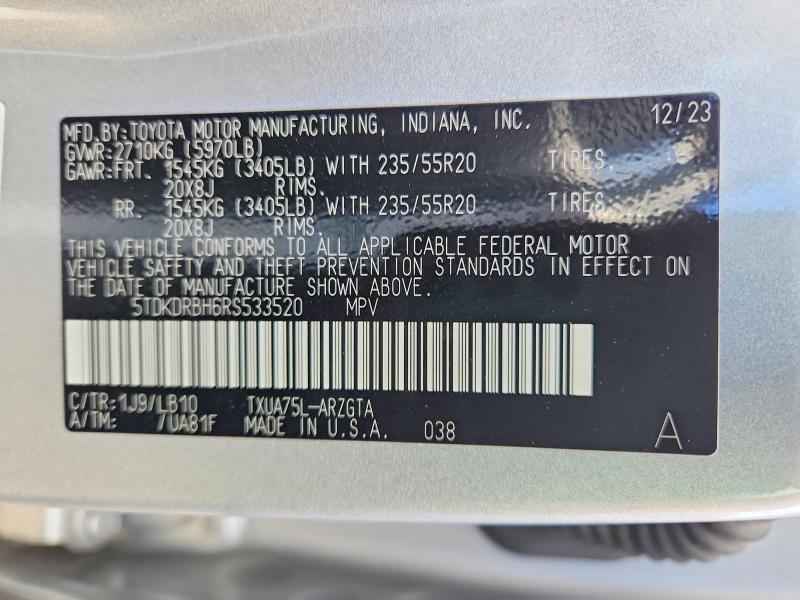 MFD.BY:TOYOTA MOTOR MANUFACTURING, INDIANA, INC. 12/23
GVWR:2710KG (5970LB)
GAWR:FRT. 1545KG (3405LB) WITH 235/55R20 TIRES,
20X8J RIMS.
RR. 1545KG (3405LB) WITH 235/55R20 TIRES,
20X8J RIMS.
THIS VEHICLE CONFORMS TO ALL APPLICABLE FEDERAL MOTOR
VEHICLE SAFETY AND THEFT PREVENTION STANDARDS IN EFFECT ON
THE DATE OF MANUFACTURE SHOWN ABOVE.
5TDKDRBH6RS533520 MPV
C/TR:1J9/LB10 TXUA75L-ARZGTA
A/TM: /UA81F MADE IN U.S.A. 038 A